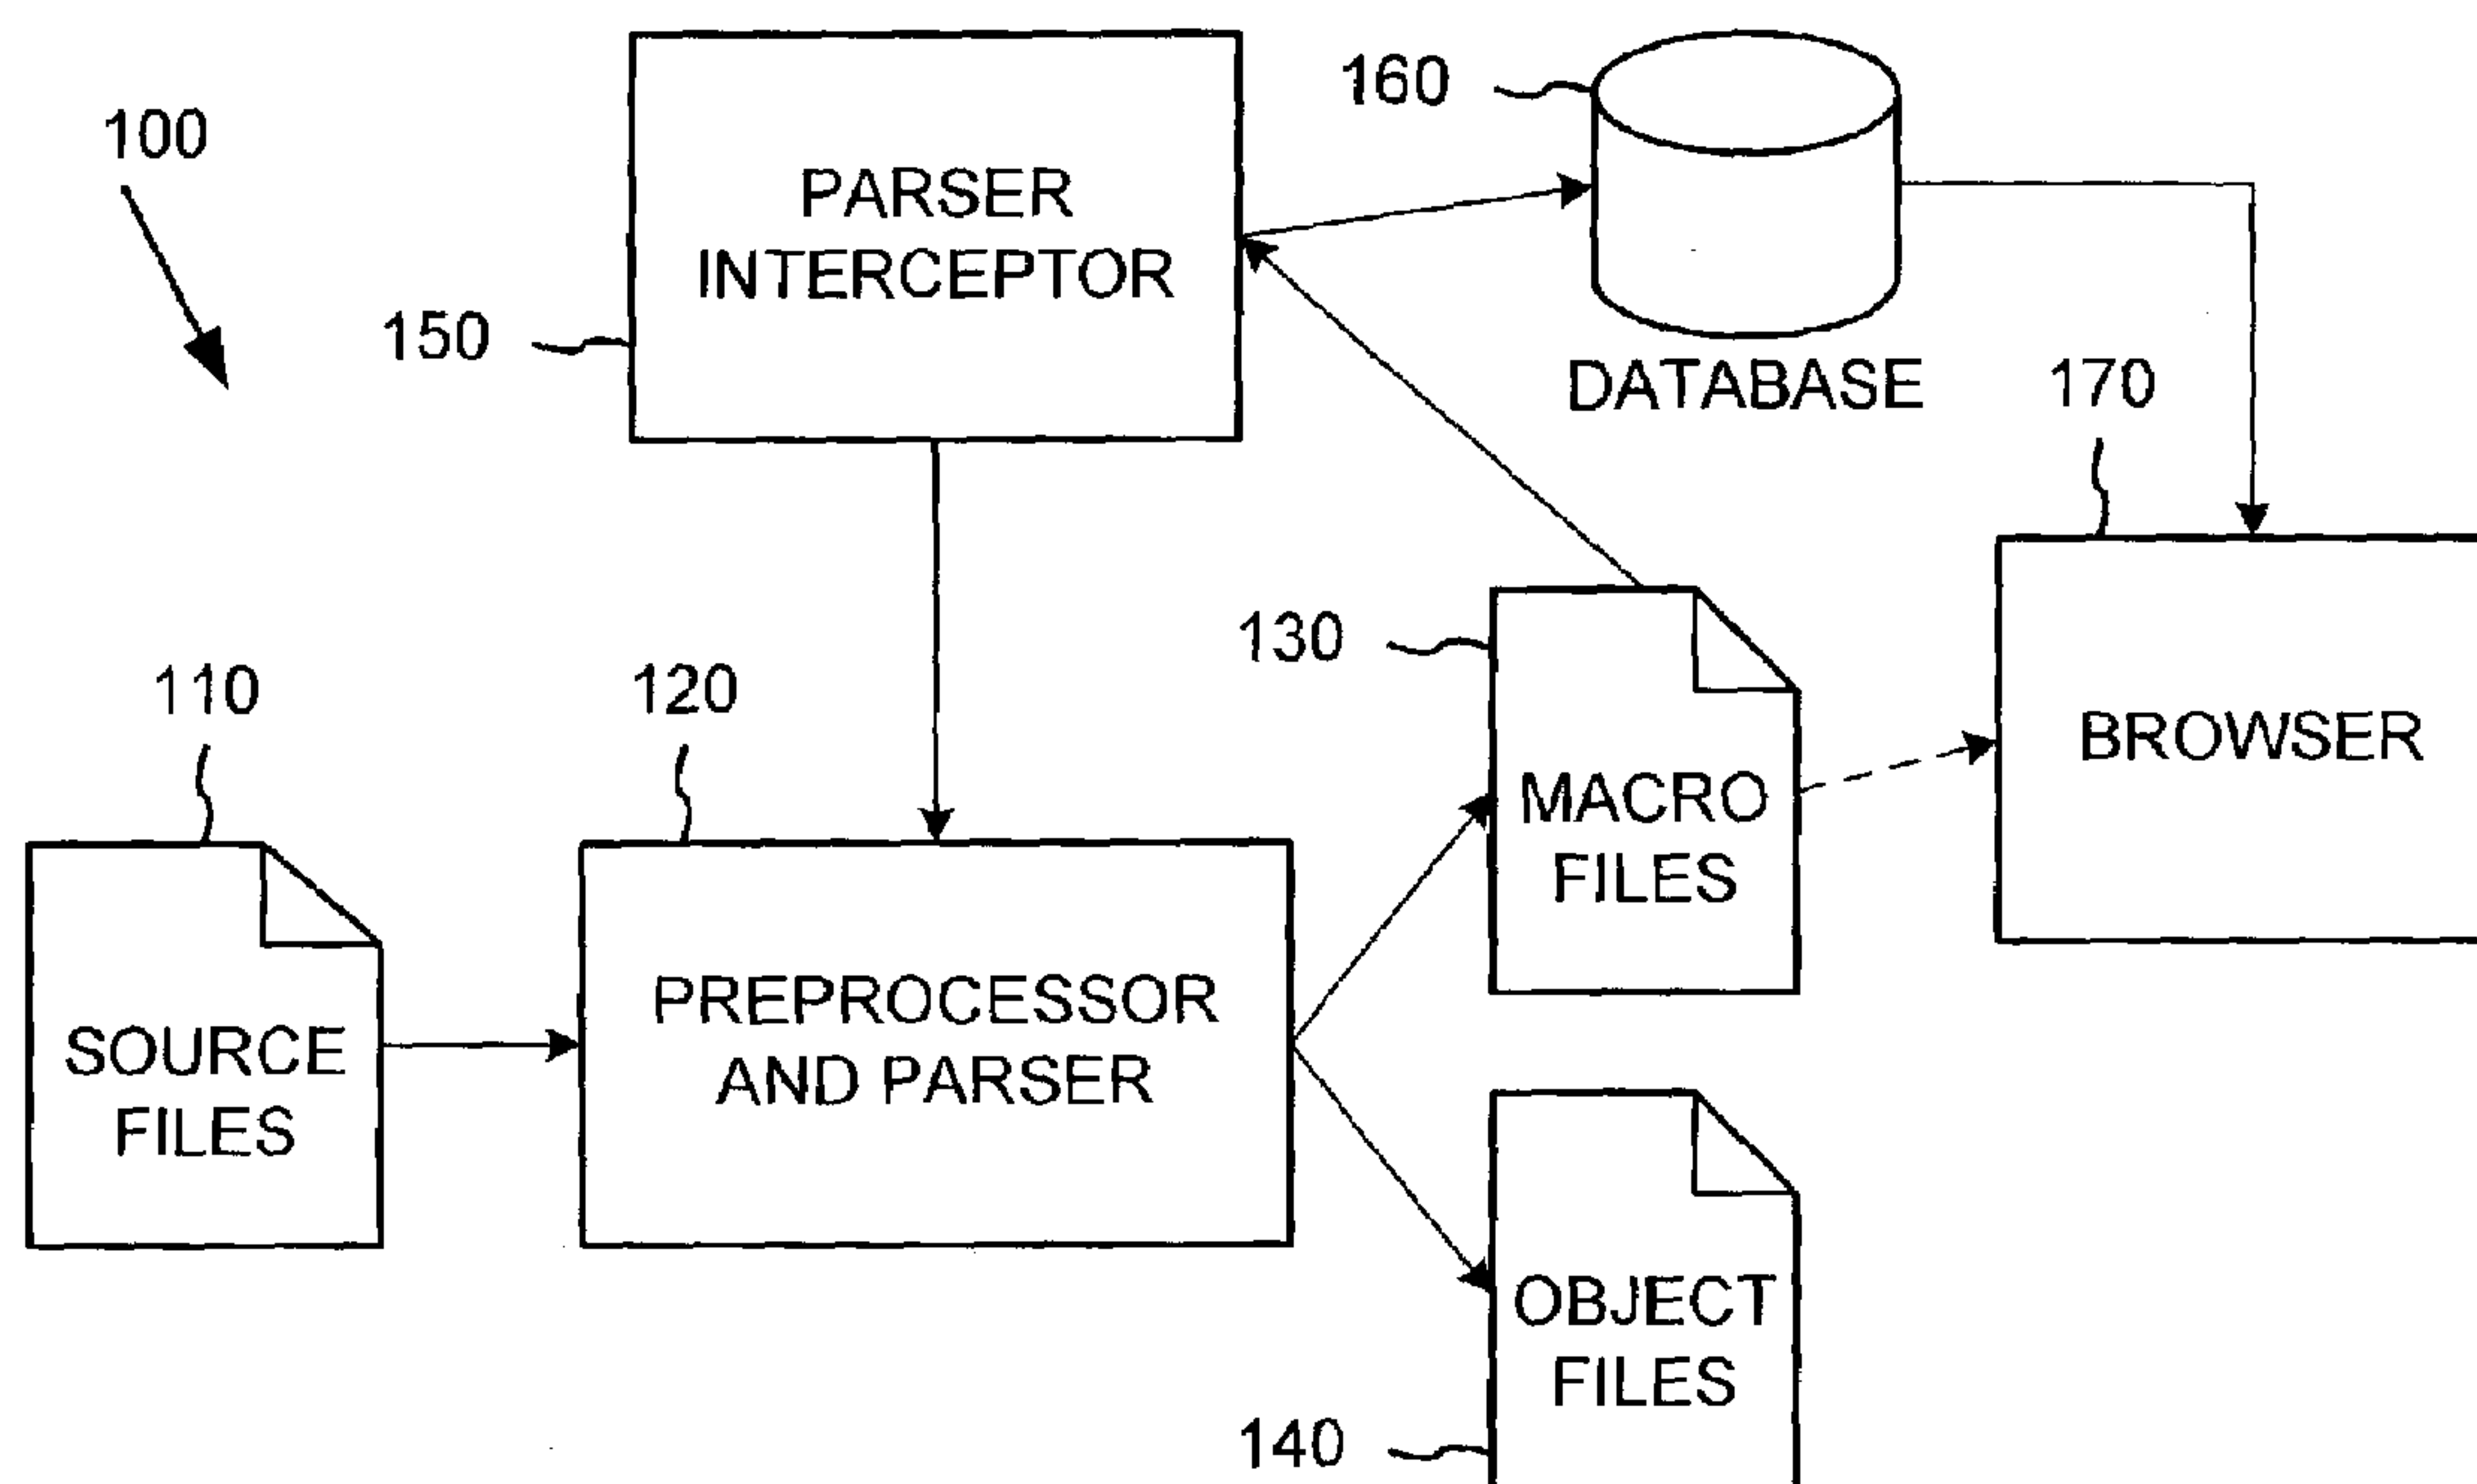 100
PARSER
INTERCEPTOR
150
160
DATABASE
170
110
120
130
MACRO
FILES
BROWSER
SOURCE
FILES
PREPROCESSOR
AND PARSER
OBJECT
FILES
140